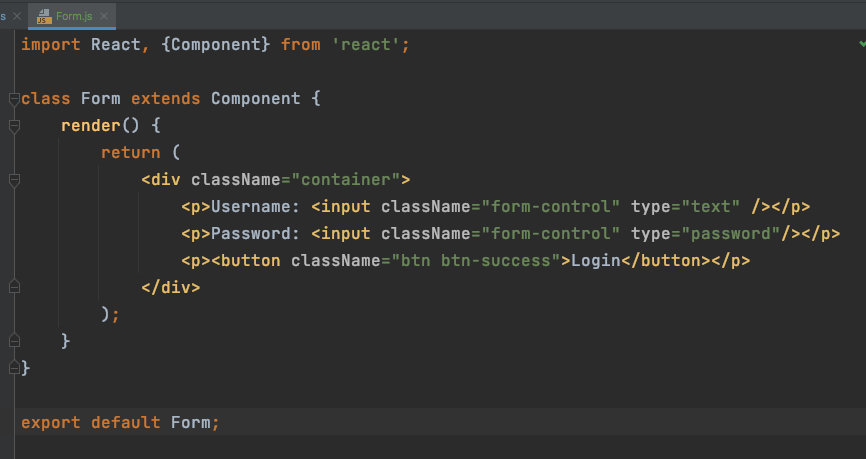 s
Form.js
JS
import React, {Component} from 'react';
class Form extends Component {
render() {
return (
<div className="container">
<p>Username: <input className="form-control" type="text" /></p>
<p>Password: <input className="form-control" type="password"/></p>
<p><button className="btn btn-success">Login</button></p>
</div>
);
}
}
export default Form;